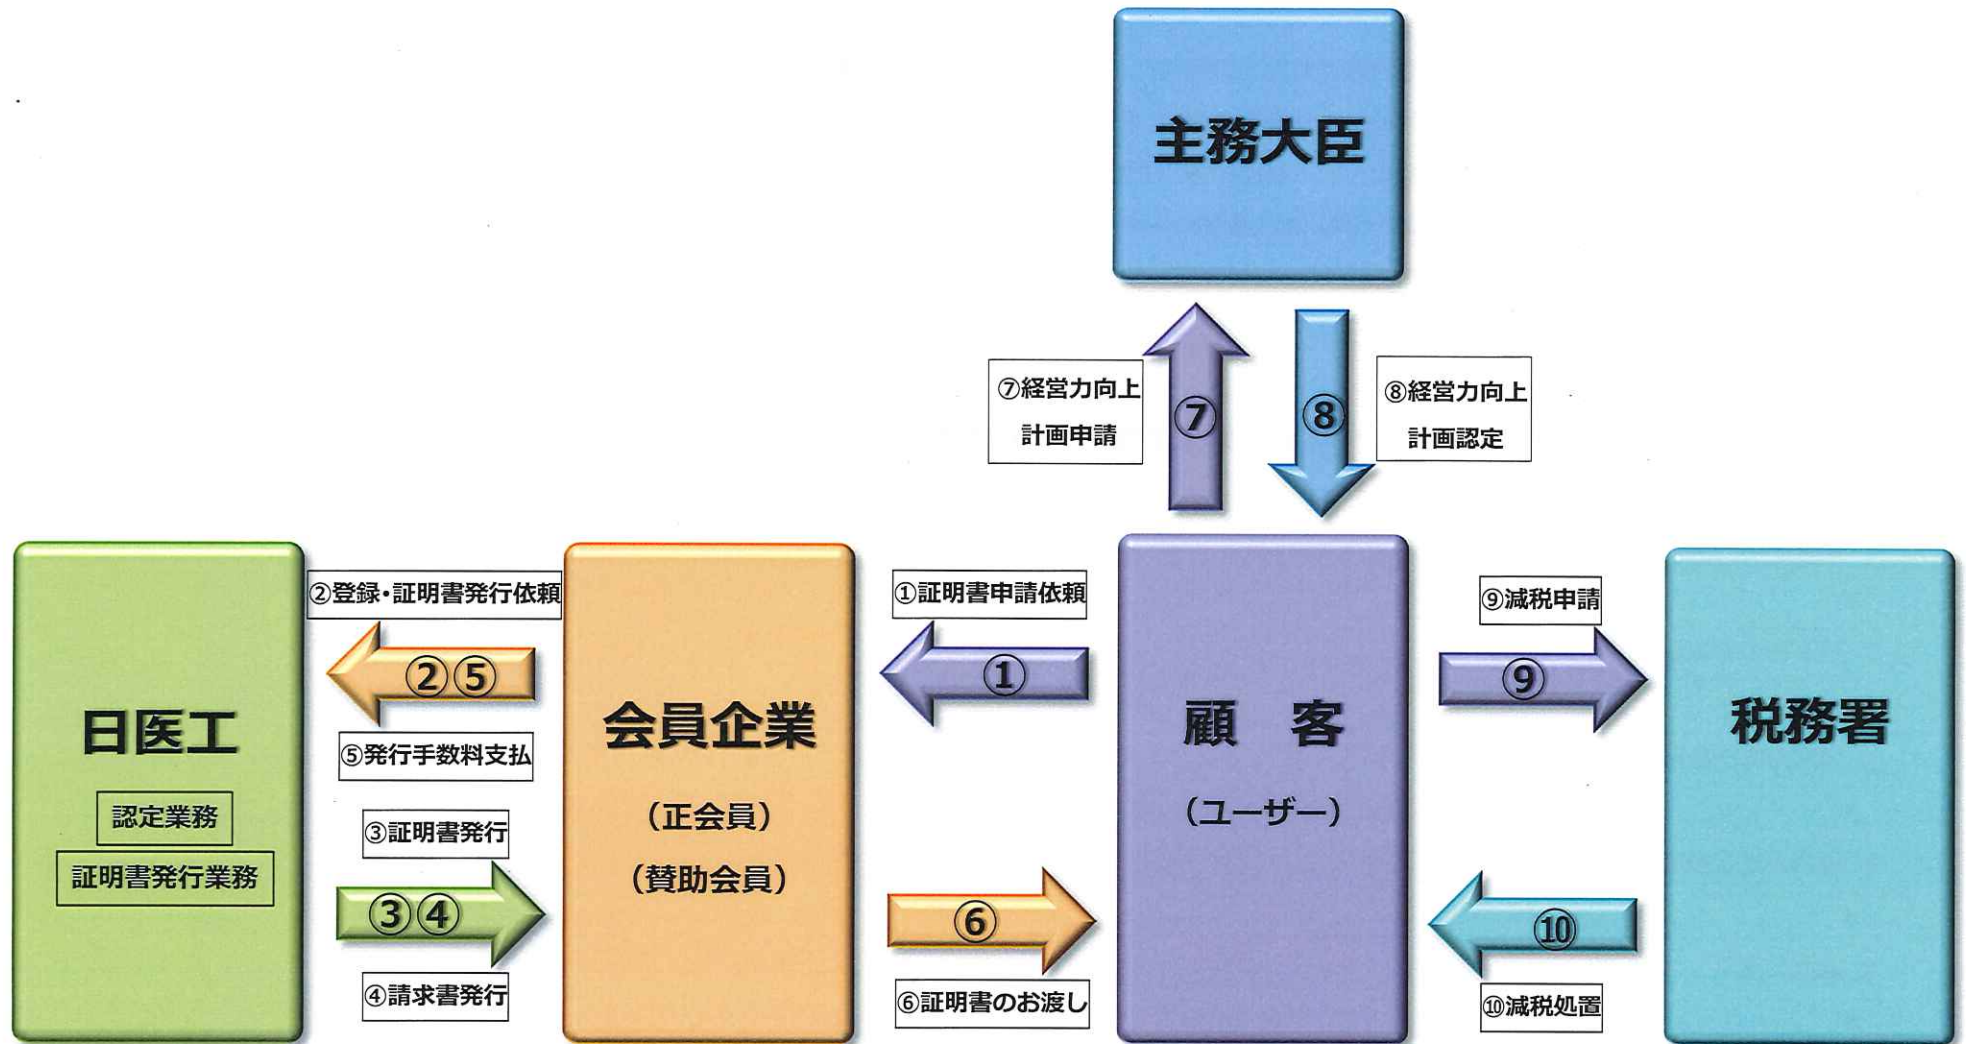 主務大臣
⑦経営力向上
計画申請
⑦
⑧
⑧経営力向上
計画認定
②登録・証明書発行依頼
②⑤
⑤発行手数料支払
日医工
認定業務
証明書発行業務
③証明書発行
③④
④請求書発行
会員企業
（正会員）
（賛助会員）
①証明書申請依頼
①
⑥
⑥証明書のお渡し
顧　客
（ユーザー）
⑨減税申請
⑨
⑩
⑩減税処置
税務署